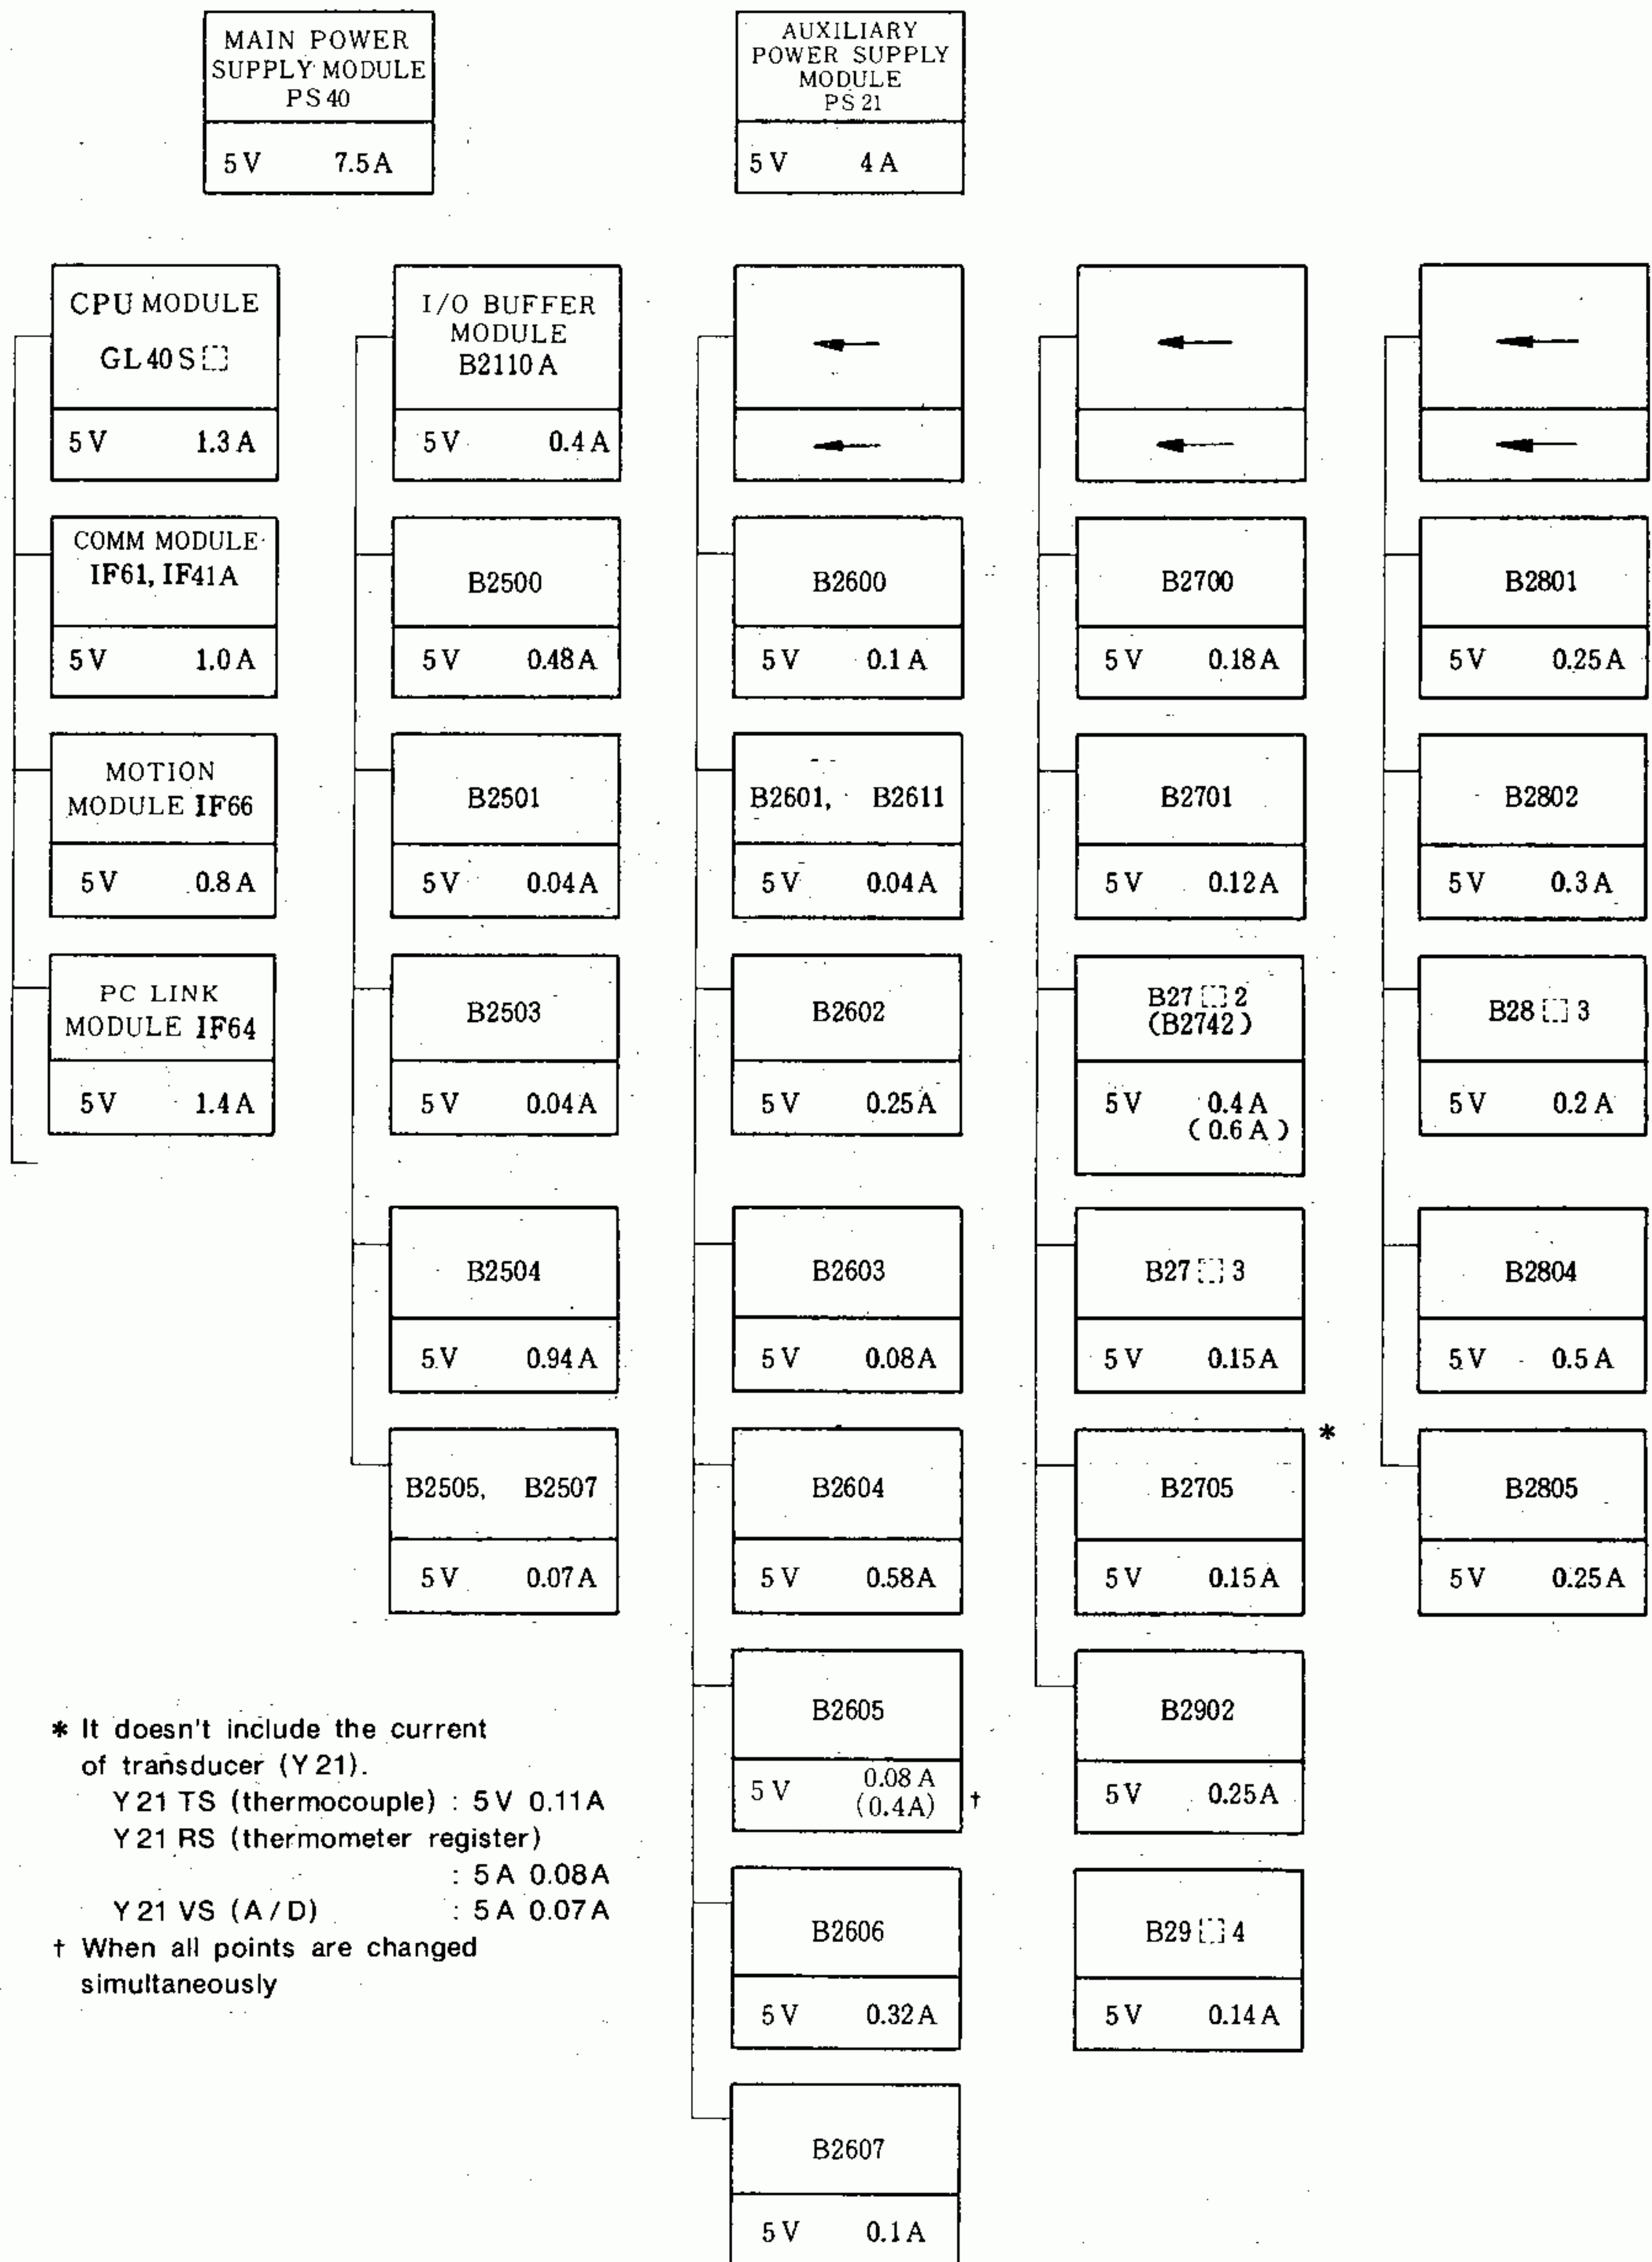 MAIN POWER
SUPPLY MODULE
PS40
5V 7.5A
AUXILIARY
POWER SUPPLY
MODULE
PS21
5V 4A
CPU MODULE
GL40S
5V 1.3A
COMM MODULE
IF61, IF41A
5V 1.0A
MOTION
MODULE IF66
5V 0.8A
PC LINK
MODULE IF64
5V 1.4A
I/O BUFFER
MODULE
B2110A
5V 0.4A
B2500
5V 0.48A
B2501
5V 0.04A
B2503
5V 0.04A
B2504
5V 0.94A
B2505, B2507
5V 0.07A
←
←
B2600
5V 0.1A
B2601, B2611
5V 0.04A
B2602
5V 0.25A
B2603
5V 0.08A
B2604
5V 0.58A
B2605
5V 0.08A
(0.4A) †
B2606
5V 0.32A
B2607
5V 0.1A
←
←
B2700
5V 0.18A
B2701
5V 0.12A
B27⬚2
(B2742)
5V 0.4A
(0.6A)
B27⬚3
5V 0.15A
*
B2705
5V 0.15A
B2902
5V 0.25A
B29⬚4
5V 0.14A
←
←
B2801
5V 0.25A
B2802
5V 0.3A
B28⬚3
5V 0.2A
B2804
5V 0.5A
B2805
5V 0.25A
* It doesn't include the current
of transducer (Y21).
Y21 TS (thermocouple) : 5V 0.11A
Y21 RS (thermometer register)
: 5A 0.08A
Y21 VS (A/D) : 5A 0.07A
† When all points are changed
simultaneously